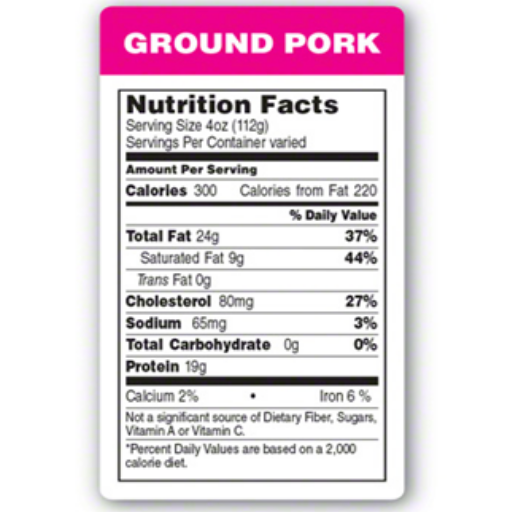 GROUND PORK
Nutrition Facts
Serving Size 4oz (112g)
Servings Per Container varied
Amount Per Serving
Calories 300 Calories from Fat 220
% Daily Value
Total Fat 24g 37%
Saturated Fat 9g 44%
Trans Fat 0g
Cholesterol 80mg 27%
Sodium 65mg 3%
Total Carbohydrate 0g 0%
Protein 19g
Calcium 2% • Iron 6 %
Not a significant source of Dietary Fiber, Sugars,
Vitamin A or Vitamin C.
*Percent Daily Values are based on a 2,000
calorie diet.